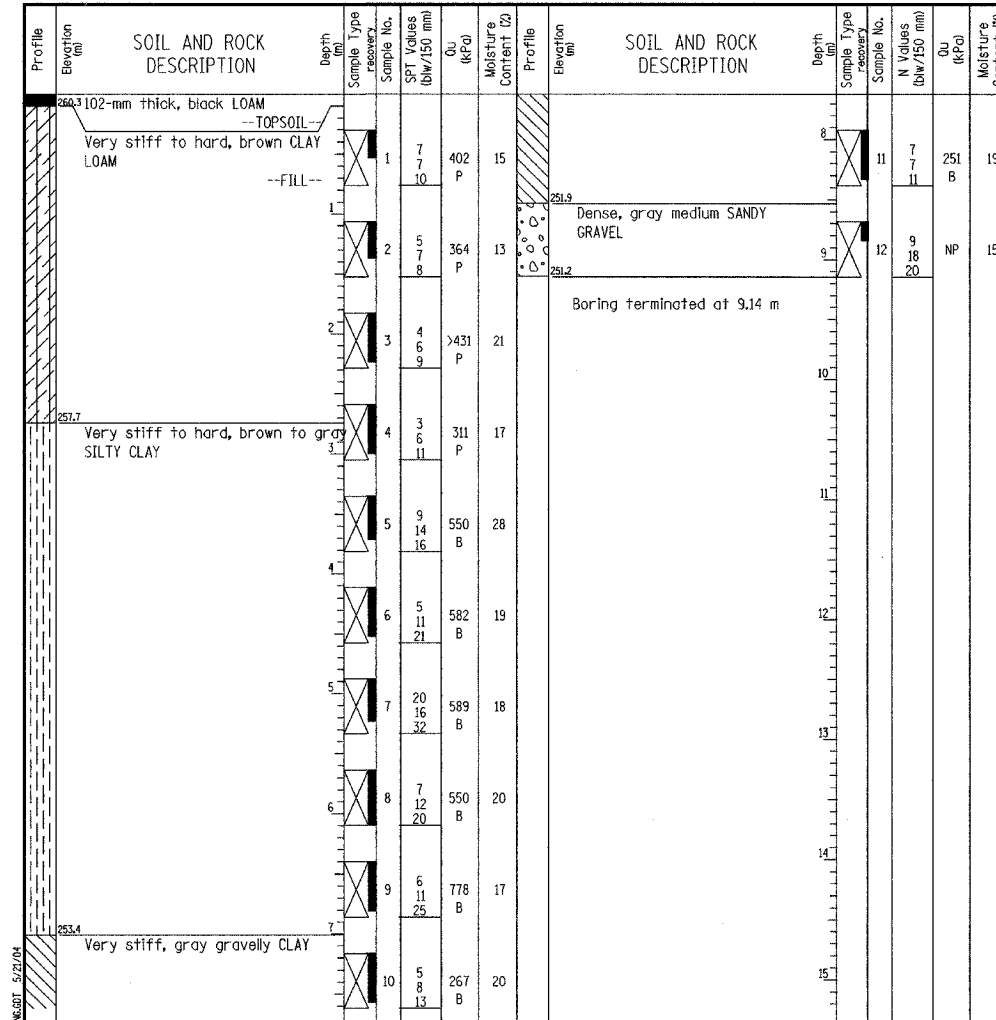 Profile
Elevation (m)
SOIL AND ROCK
DESCRIPTION
Depth (m)
Sample Type
recovery
Sample No.
SPT Values
(blw/150 mm)
Qu
(kPa)
Moisture
Content (%)
Profile
Elevation (m)
SOIL AND ROCK
DESCRIPTION
Depth (m)
Sample Type
recovery
Sample No.
N Values
(blw/150 mm)
Qu
(kPa)
Moisture
260.3 102-mm thick, black LOAM
--TOPSOIL--
Very stiff to hard, brown CLAY
LOAM
--FILL--
1
7
7
10
402
P
15
1
2
5
7
8
364
P
13
2
3
4
6
9
>431
P
21
257.7
Very stiff to hard, brown to gray
SILTY CLAY
3
4
3
6
11
311
P
17
5
9
14
16
550
B
28
4
6
5
11
21
582
B
19
5
7
20
16
32
589
B
18
6
8
7
12
20
550
B
20
9
6
11
25
778
B
17
7
253.4
Very stiff, gray gravelly CLAY
10
5
8
13
267
B
20
8
11
7
7
11
251
B
19
251.9
Dense, gray medium SANDY
GRAVEL
9
12
9
18
20
NP
15
251.2
Boring terminated at 9.14 m
10
11
12
13
14
15
NG.GDT 5/21/04